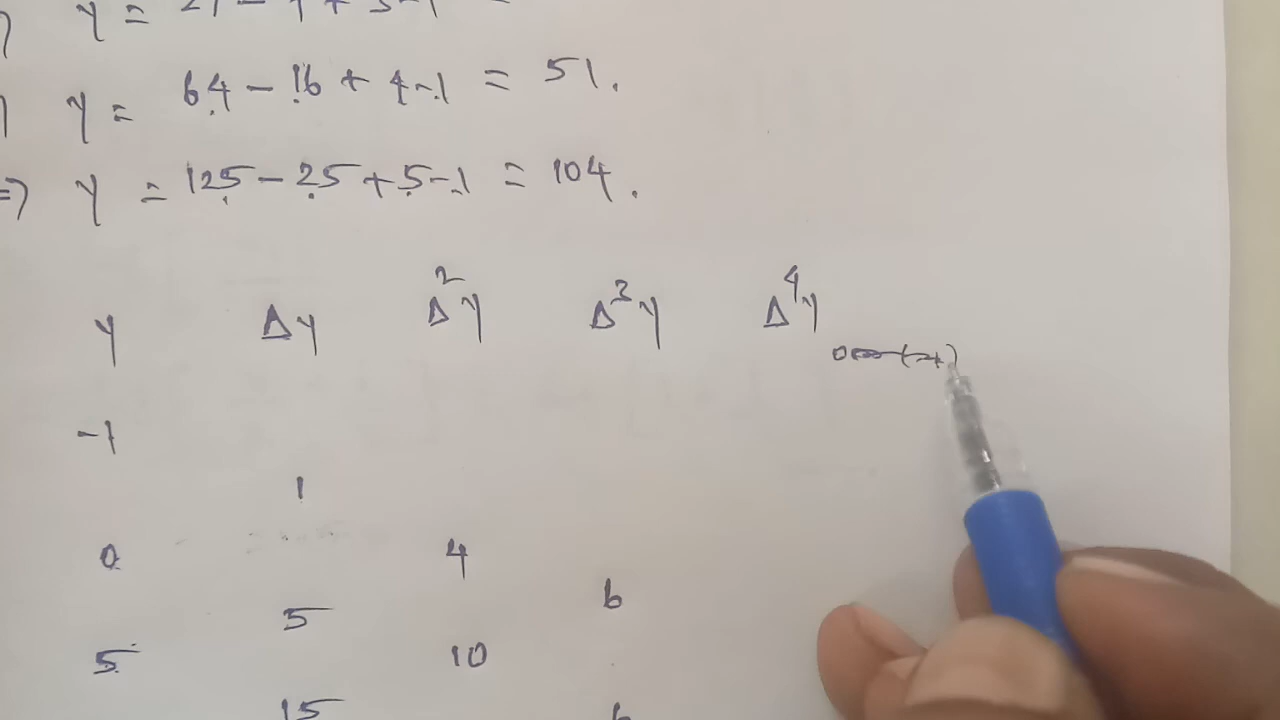 y =
y = 64 - 16 + 4 - 1 = 51.
=> y = 125 - 25 + 5 - 1 = 104.
y Δy Δ²y Δ³y Δ⁴y
-1
1
0 4
6
5
5 10
15